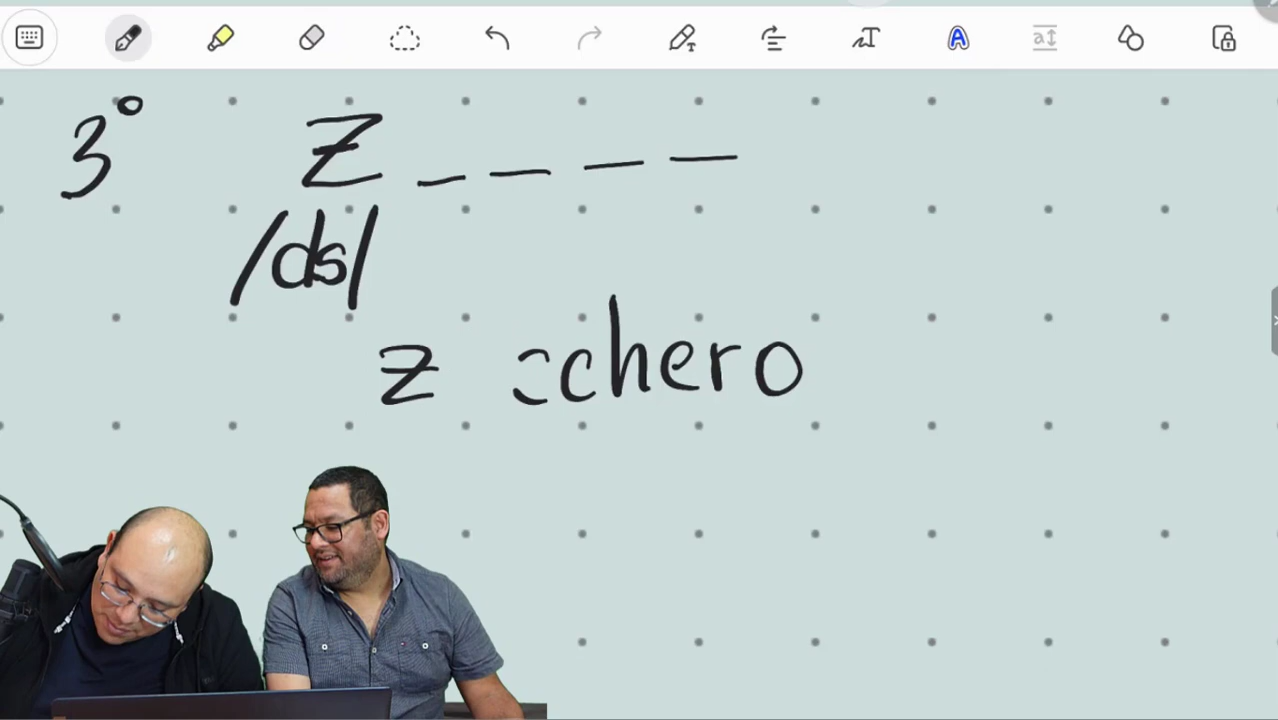 3° Z _ _ _ _
/ds/
z cchero